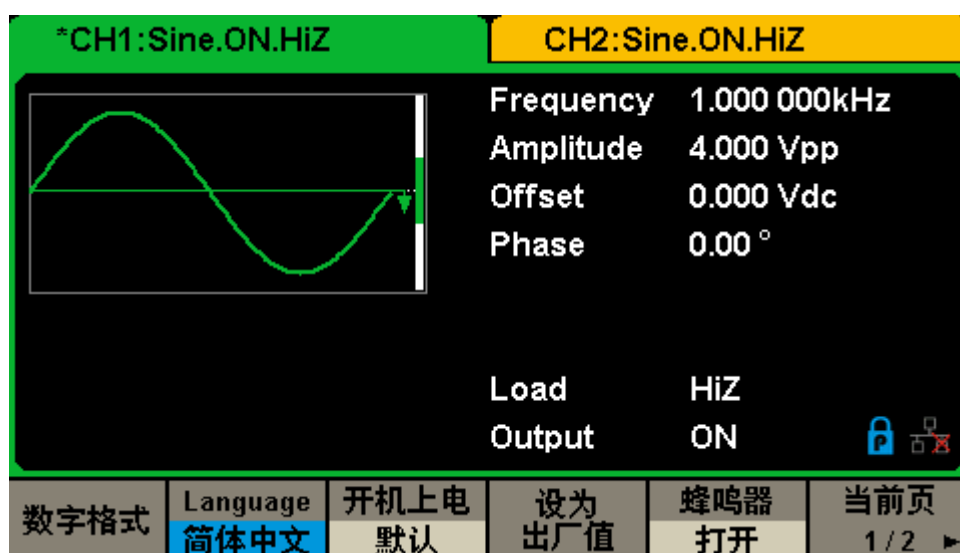 *CH1:Sine.ON.HiZ
CH2:Sine.ON.HiZ
Frequency 1.000 000kHz
Amplitude 4.000 Vpp
Offset 0.000 Vdc
Phase 0.00 °
Load HiZ
Output ON
P
数字格式
Language
简体中文
开机上电
默认
设为
出厂值
蜂鸣器
打开
当前页
1/2 ►